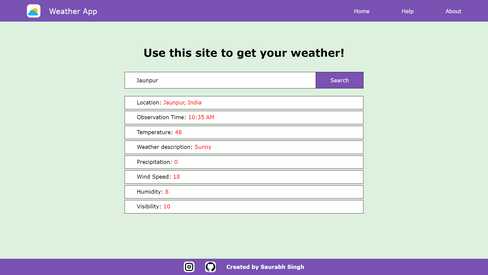 Weather App
Home
Help
About
Use this site to get your weather!
Jaunpur
Search
Location: Jaunpur, India
Observation Time: 10:35 AM
Temperature: 46
Weather description: Sunny
Precipitation: 0
Wind Speed: 13
Humidity: 8
Visibility: 10
Created by Saurabh Singh